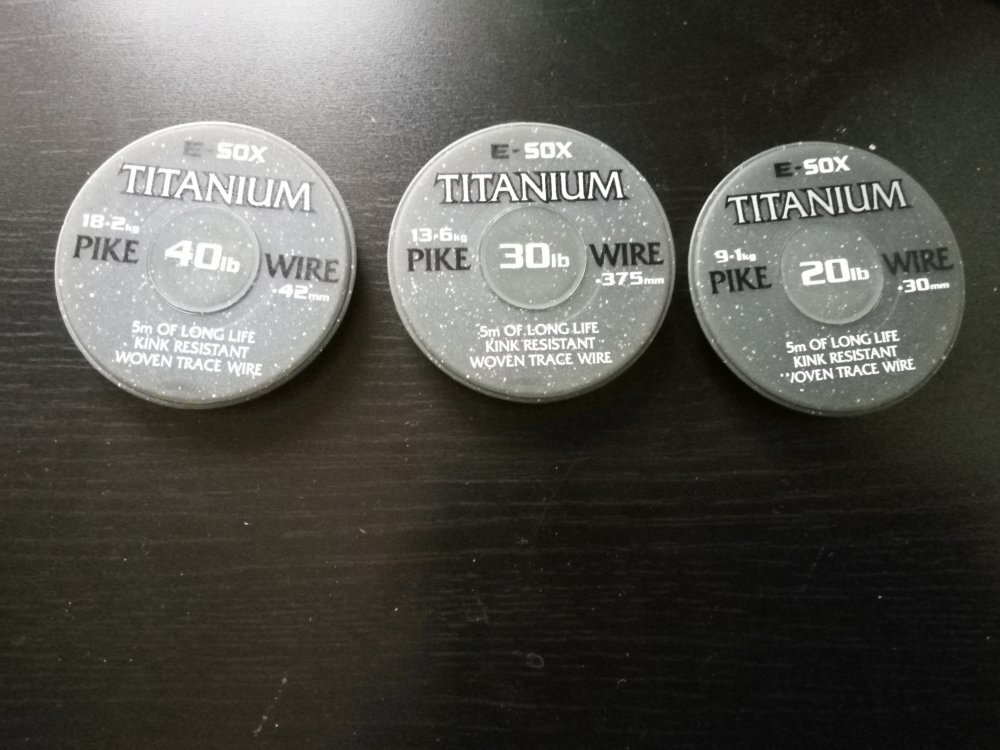 E-SOX
TITANIUM
18·2kg
PIKE 40lb WIRE
·42mm
5m OF LONG LIFE
KINK RESISTANT
WOVEN TRACE WIRE
E-SOX
TITANIUM
13·6kg
PIKE 30lb WIRE
·375mm
5m OF LONG LIFE
KINK RESISTANT
WOVEN TRACE WIRE
E-SOX
TITANIUM
9·1kg
PIKE 20lb WIRE
·30mm
5m OF LONG LIFE
KINK RESISTANT
WOVEN TRACE WIRE